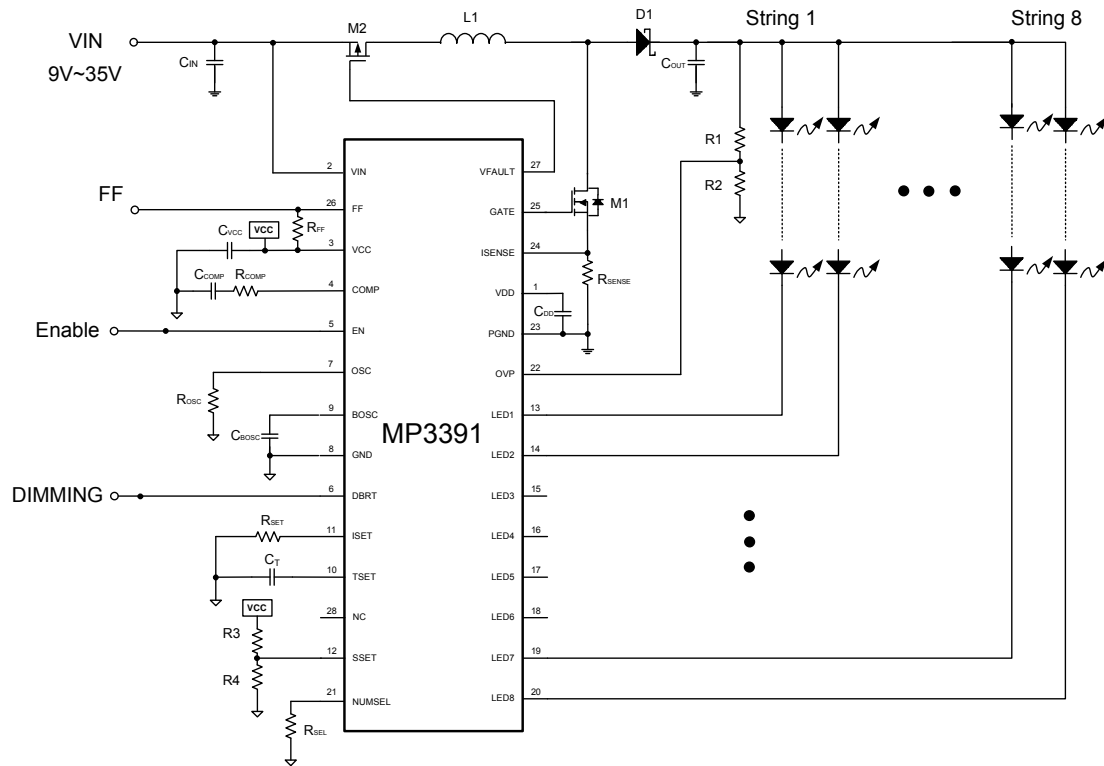 String 1
String 8
VIN
9V~35V
CIN
M2
L1
D1
COUT
R1
R2
FF
Enable
DIMMING
2 VIN
26 FF
RFF
CVCC
VCC
3 VCC
CCOMP
RCOMP
4 COMP
5 EN
7 OSC
ROSC
9 BOSC
CBOSC
8 GND
6 DBRT
RSET
11 ISET
CT
10 TSET
VCC
28 NC
R3
12 SSET
R4
21 NUMSEL
RSEL
MP3391
VFAULT 27
GATE 25
M1
ISENSE 24
RSENSE
VDD 1
CDD
PGND 23
OVP 22
LED1 13
LED2 14
LED3 15
LED4 16
LED5 17
LED6 18
LED7 19
LED8 20